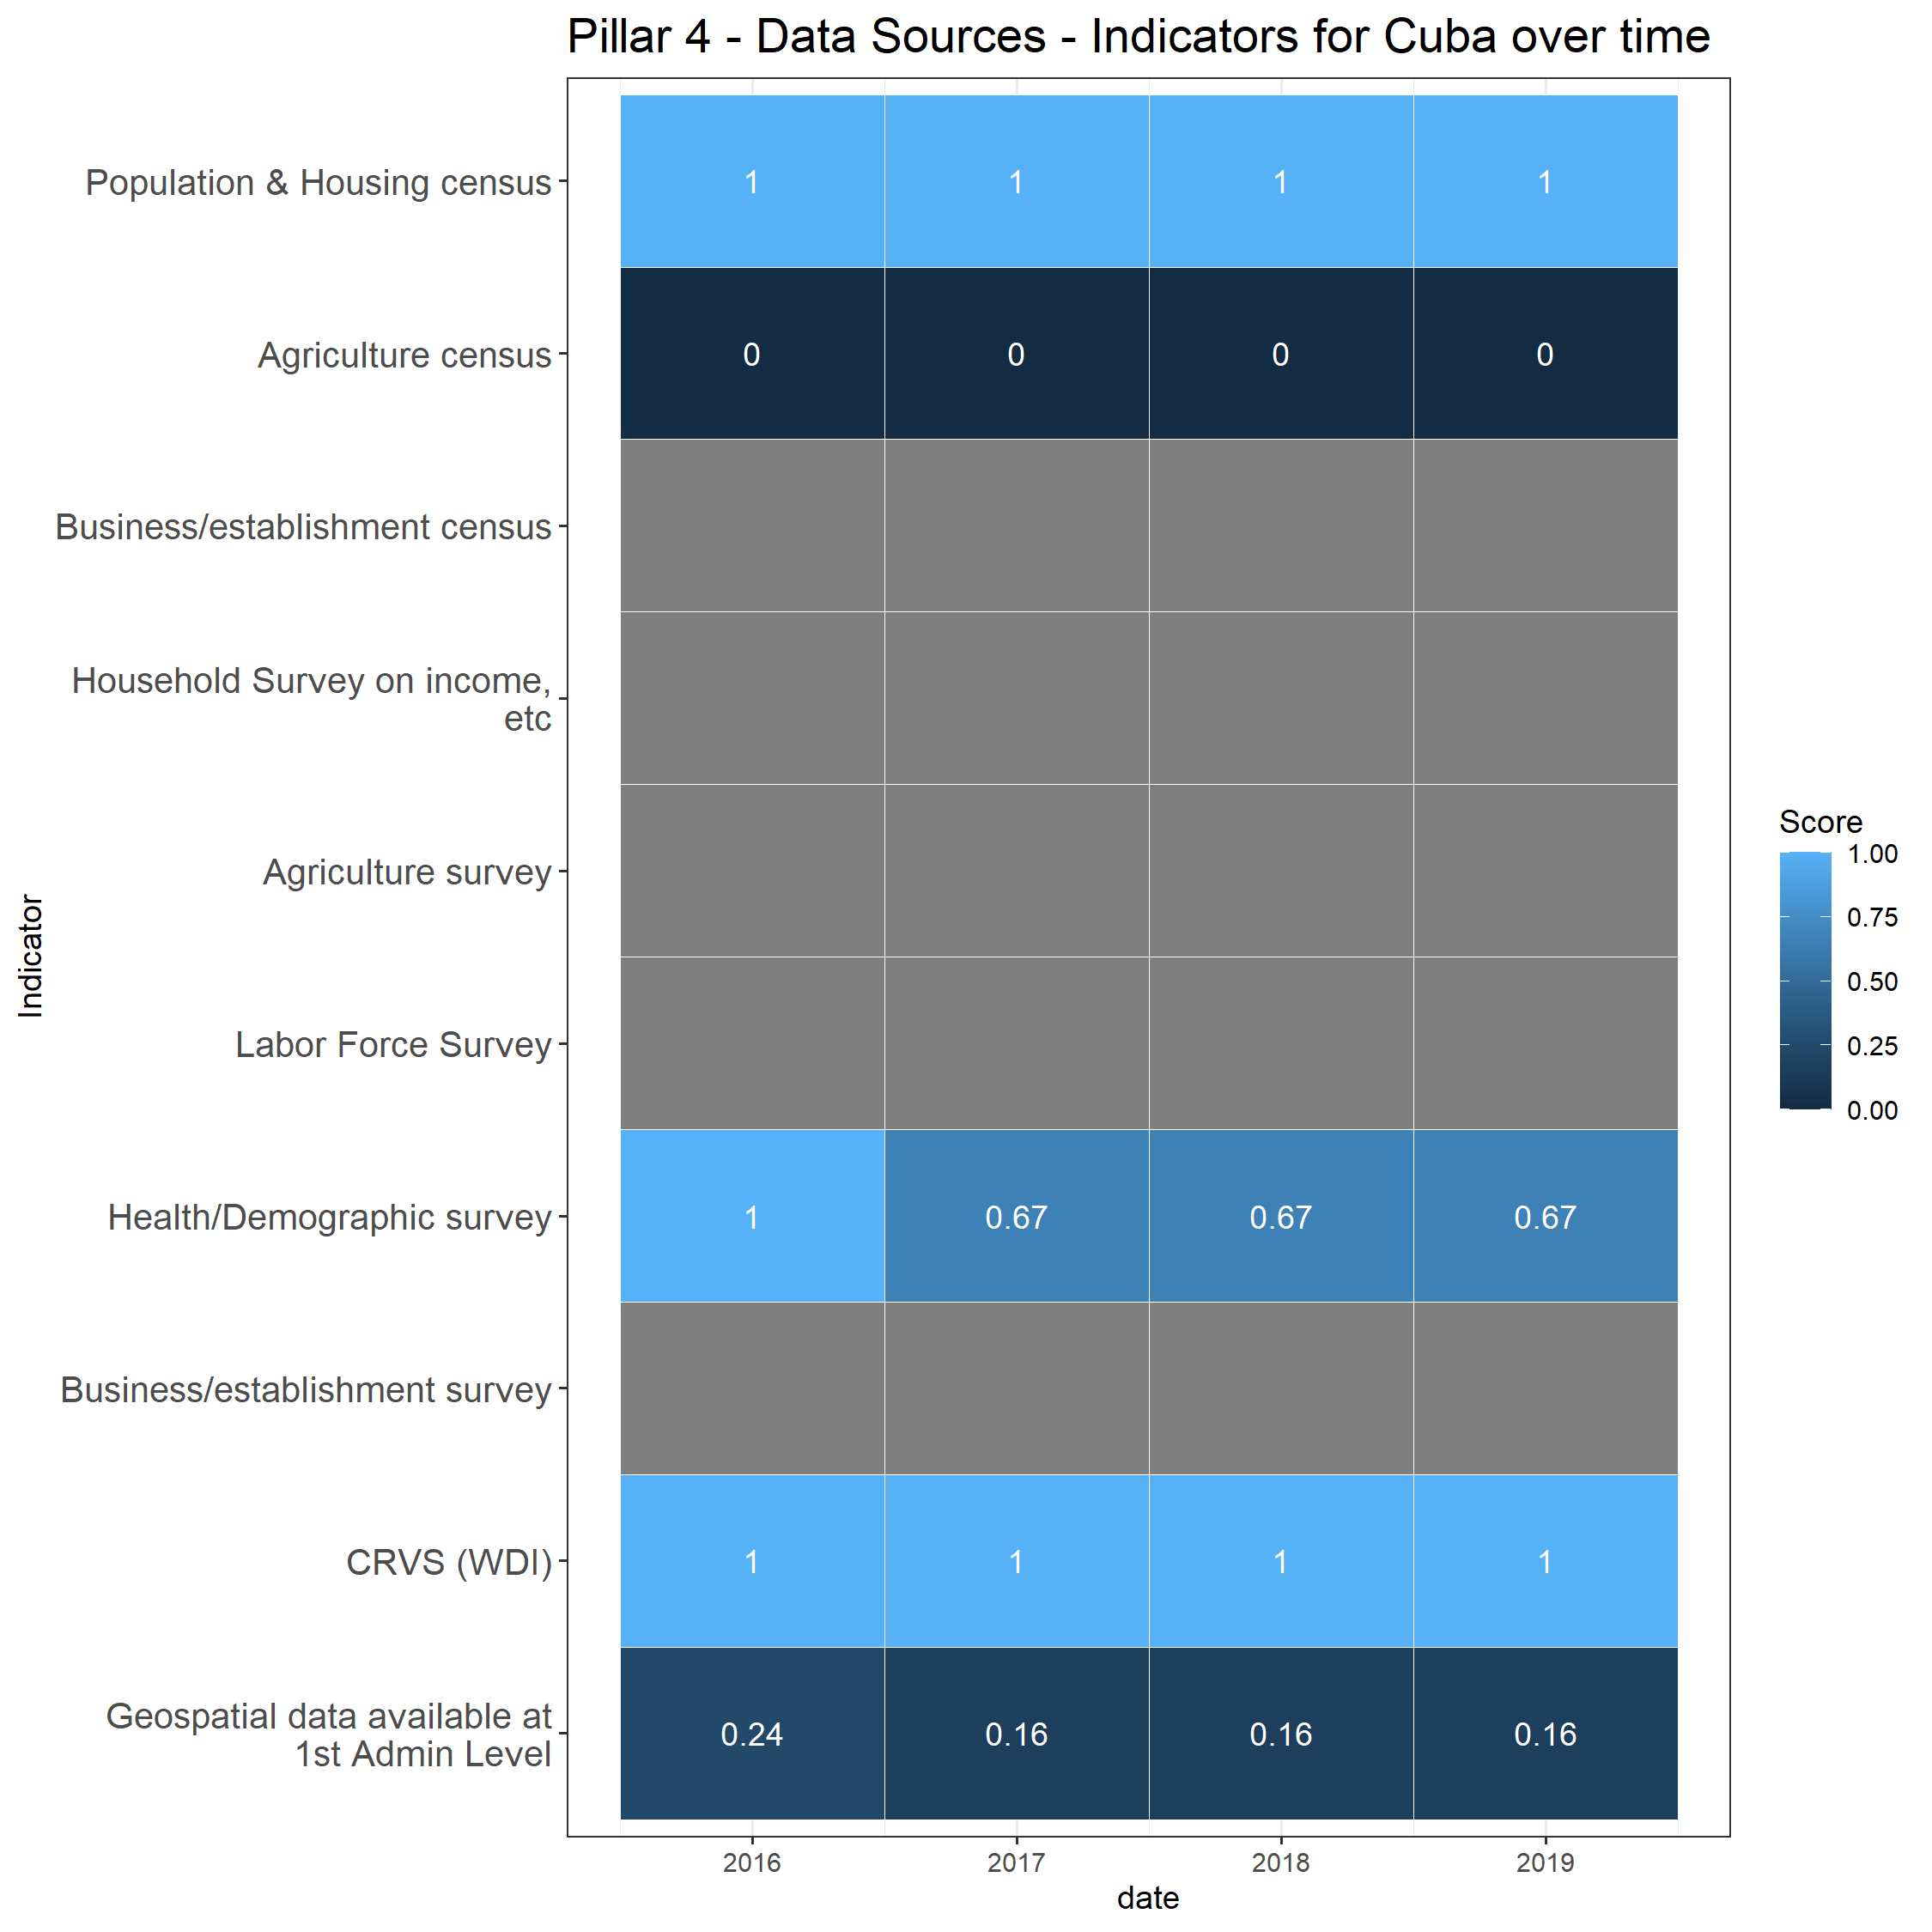 Pillar 4 - Data Sources - Indicators for Cuba over time
Population & Housing census
1 1 1 1
Agriculture census
0 0 0 0
Business/establishment census
Household Survey on income,
etc
Agriculture survey
Labor Force Survey
Health/Demographic survey
1 0.67 0.67 0.67
Business/establishment survey
CRVS (WDI)
1 1 1 1
Geospatial data available at
1st Admin Level
0.24 0.16 0.16 0.16
2016 2017 2018 2019
date
Indicator
Score
1.00
0.75
0.50
0.25
0.00